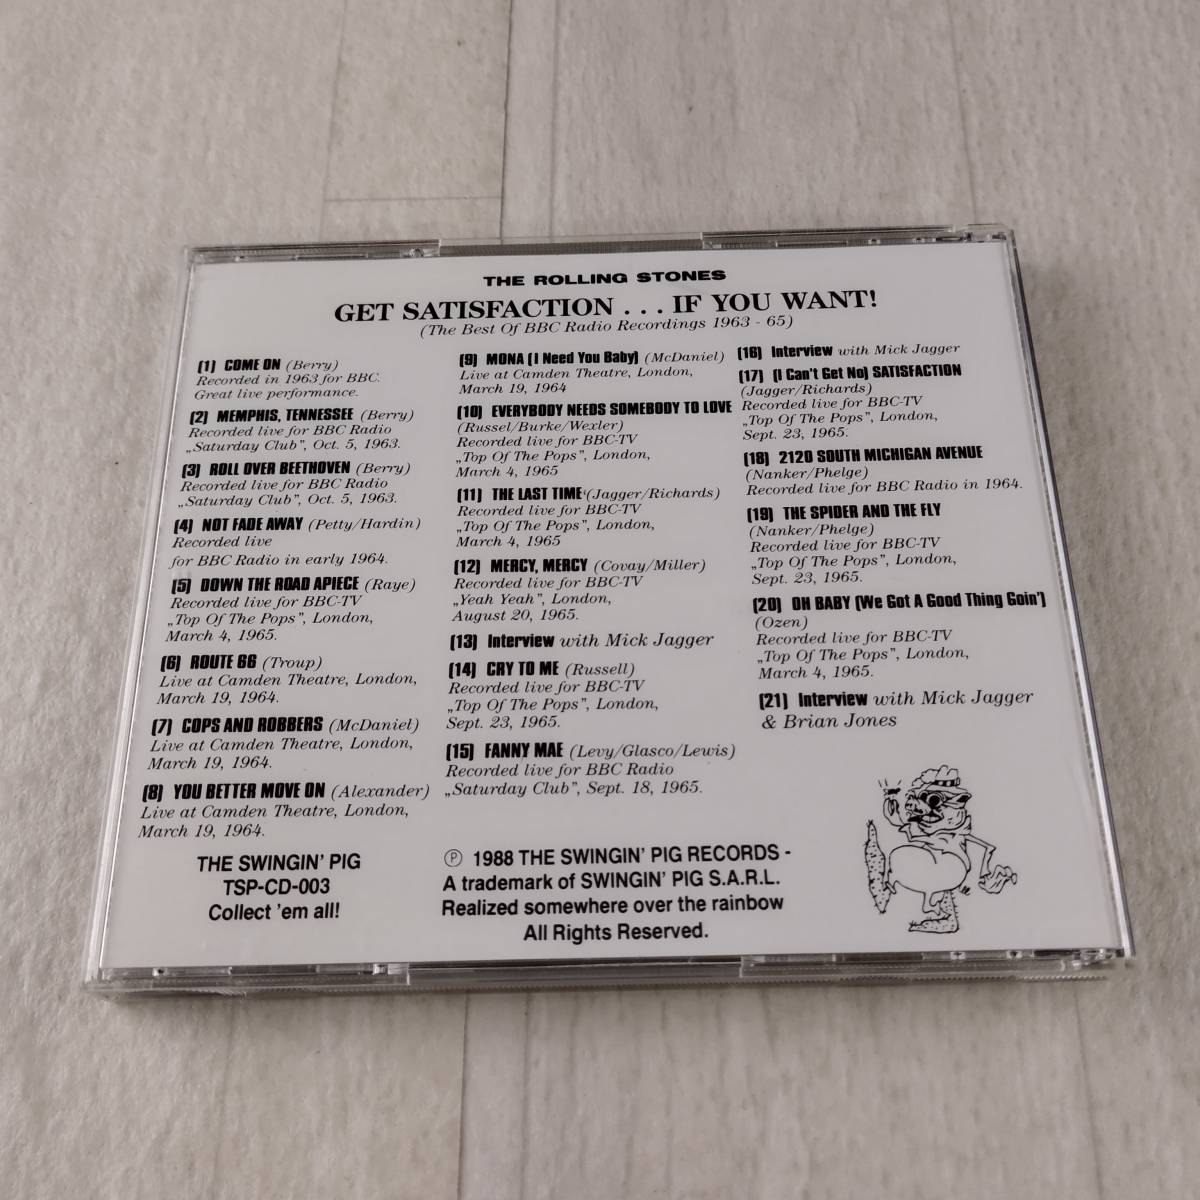 THE ROLLING STONES
GET SATISFACTION . . . IF YOU WANT!
(The Best Of BBC Radio Recordings 1963 - 65)
(1) COME ON (Berry)
Recorded in 1963 for BBC.
Great live performance.
(2) MEMPHIS, TENNESSEE (Berry)
Recorded live for BBC Radio
„Saturday Club”, Oct. 5, 1963.
(3) ROLL OVER BEETHOVEN (Berry)
Recorded live for BBC Radio
„Saturday Club”, Oct. 5, 1963.
(4) NOT FADE AWAY (Petty/Hardin)
Recorded live
for BBC Radio in early 1964.
(5) DOWN THE ROAD APIECE (Raye)
Recorded live for BBC-TV
„Top Of The Pops”, London,
March 4, 1965.
(6) ROUTE 66 (Troup)
Live at Camden Theatre, London,
March 19, 1964.
(7) COPS AND ROBBERS (McDaniel)
Live at Camden Theatre, London,
March 19, 1964.
(8) YOU BETTER MOVE ON (Alexander)
Live at Camden Theatre, London,
March 19, 1964.
(9) MONA (I Need You Baby) (McDaniel)
Live at Camden Theatre, London,
March 19, 1964
(10) EVERYBODY NEEDS SOMEBODY TO LOVE
(Russel/Burke/Wexler)
Recorded live for BBC-TV
„Top Of The Pops”, London,
March 4, 1965
(11) THE LAST TIME (Jagger/Richards)
Recorded live for BBC-TV
„Top Of The Pops”, London,
March 4, 1965
(12) MERCY, MERCY (Covay/Miller)
Recorded live for BBC-TV
„Yeah Yeah”, London,
August 20, 1965.
(13) Interview with Mick Jagger
(14) CRY TO ME (Russell)
Recorded live for BBC-TV
„Top Of The Pops”, London,
Sept. 23, 1965.
(15) FANNY MAE (Levy/Glasco/Lewis)
Recorded live for BBC Radio
„Saturday Club”, Sept. 18, 1965.
(16) Interview with Mick Jagger
(17) (I Can't Get No) SATISFACTION
(Jagger/Richards)
Recorded live for BBC-TV
„Top Of The Pops”, London,
Sept. 23, 1965.
(18) 2120 SOUTH MICHIGAN AVENUE
(Nanker/Phelge)
Recorded live for BBC Radio in 1964.
(19) THE SPIDER AND THE FLY
(Nanker/Phelge)
Recorded live for BBC-TV
„Top Of The Pops”, London,
Sept. 23, 1965.
(20) OH BABY (We Got A Good Thing Goin')
(Ozen)
Recorded live for BBC-TV
„Top Of The Pops”, London,
March 4, 1965.
(21) Interview with Mick Jagger
& Brian Jones
THE SWINGIN' PIG
TSP-CD-003
Collect 'em all!
℗ 1988 THE SWINGIN' PIG RECORDS -
A trademark of SWINGIN' PIG S.A.R.L.
Realized somewhere over the rainbow
All Rights Reserved.